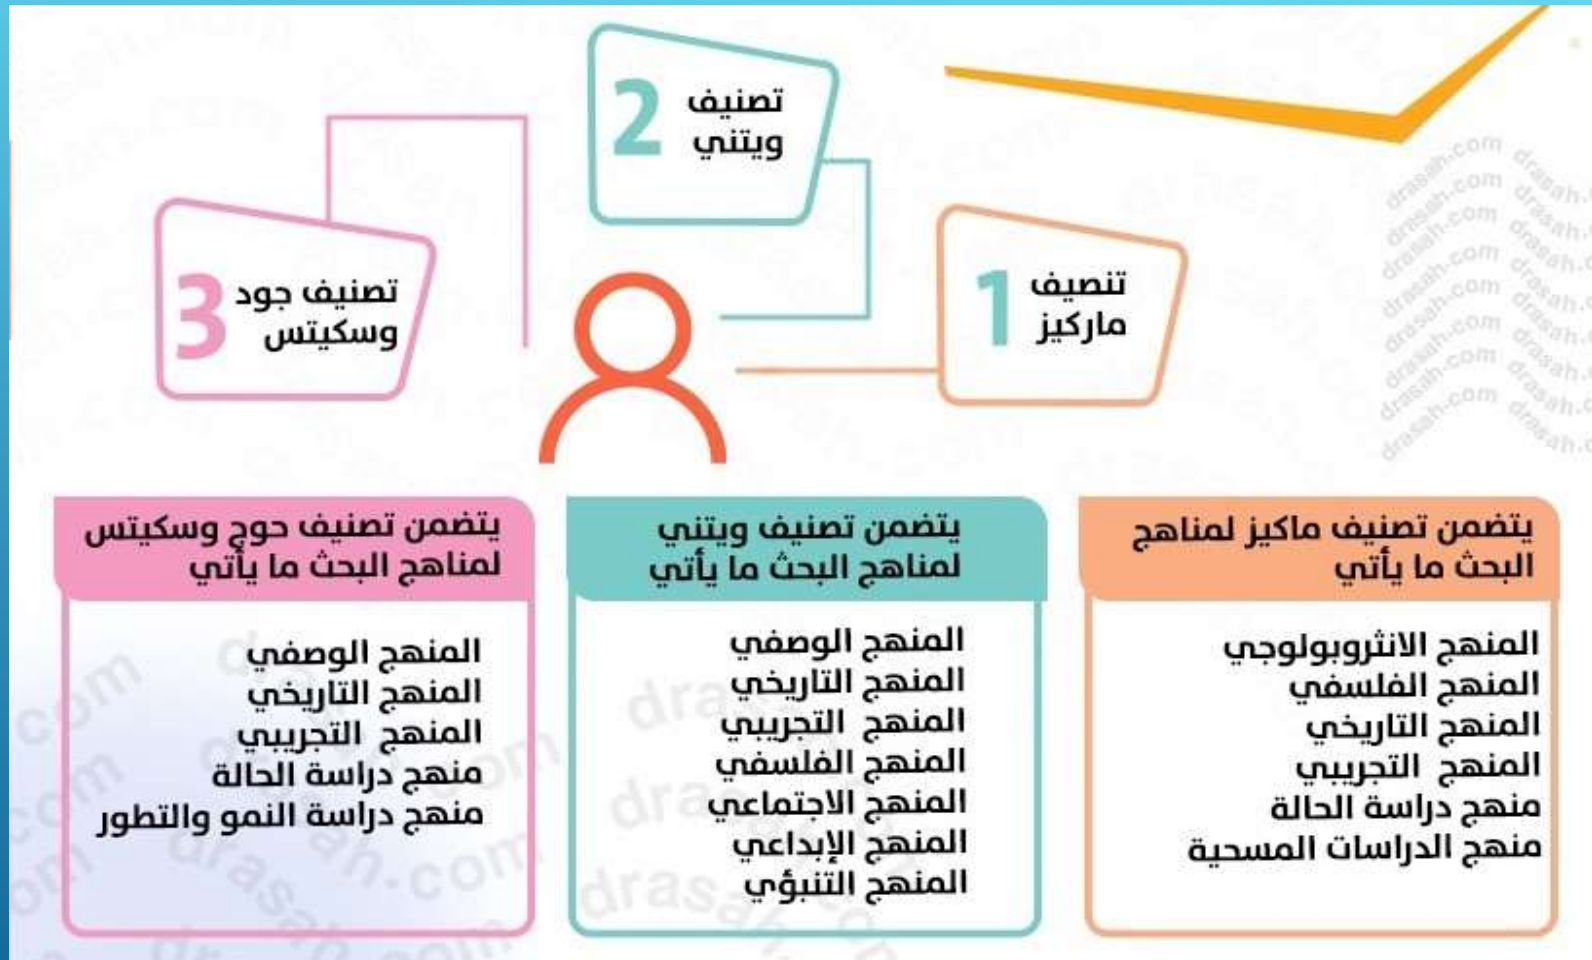 تنصيف
ماركيز
1
تصنيف
ويتني
2
تصنيف جود
وسكيتس
3
يتضمن تصنيف ماكيز لمناهج
البحث ما يأتي
المنهج الانثروبولوجي
المنهج الفلسفي
المنهج التاريخي
المنهج التجريبي
منهج دراسة الحالة
منهج الدراسات المسحية
يتضمن تصنيف ويتني
لمناهج البحث ما يأتي
المنهج الوصفي
المنهج التاريخي
المنهج التجريبي
المنهج الفلسفي
المنهج الاجتماعي
المنهج الإبداعي
المنهج التنبؤي
يتضمن تصنيف حوج وسكيتس
لمناهج البحث ما يأتي
المنهج الوصفي
المنهج التاريخي
المنهج التجريبي
منهج دراسة الحالة
منهج دراسة النمو والتطور
drasah.com